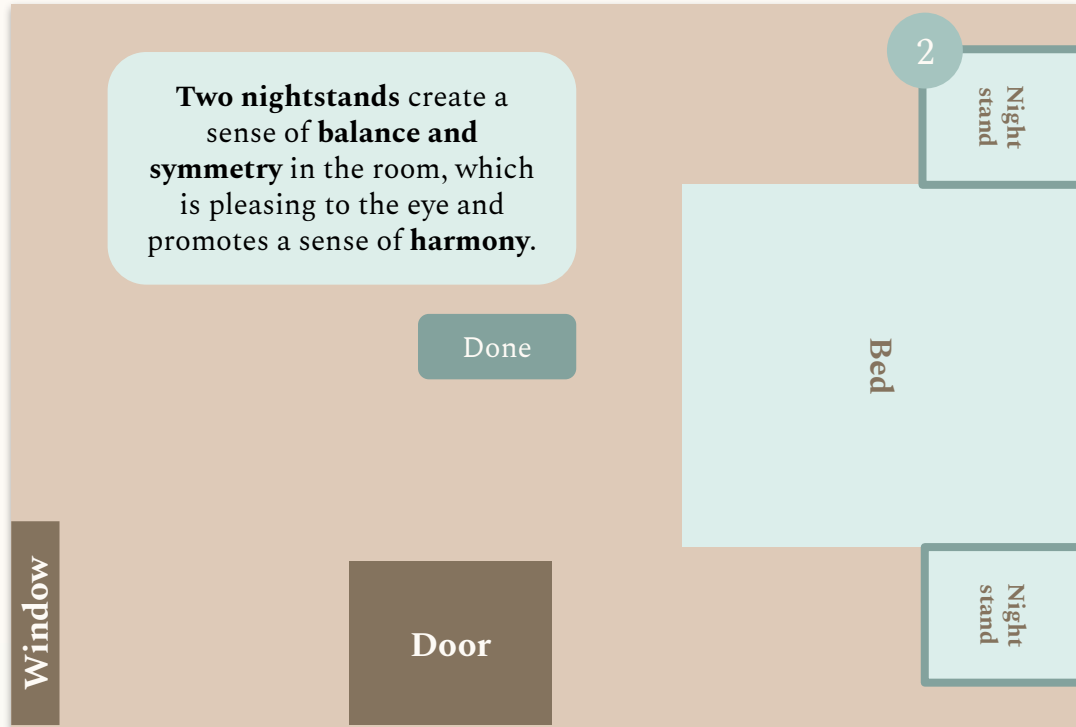 2
Night
stand
Two nightstands create a
sense of balance and
symmetry in the room, which
is pleasing to the eye and
promotes a sense of harmony.
Done
Bed
Window
Door
Night
stand